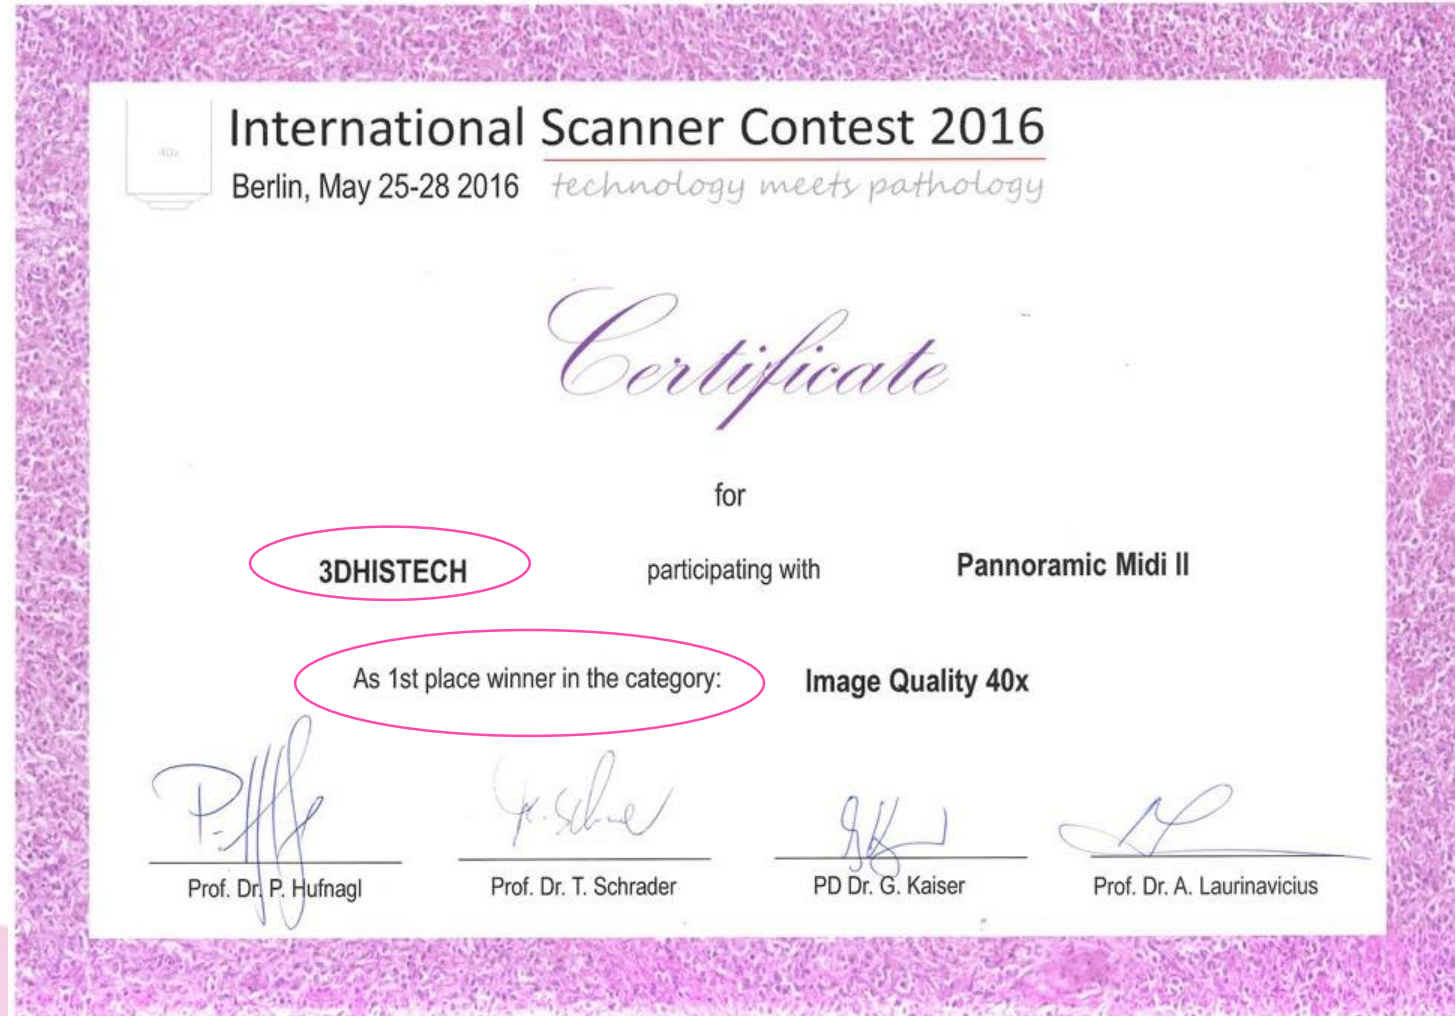 40x
International Scanner Contest 2016
Berlin, May 25-28 2016 technology meets pathology
Certificate
for
3DHISTECH participating with Pannoramic Midi II
As 1st place winner in the category: Image Quality 40x
Prof. Dr. P. Hufnagl Prof. Dr. T. Schrader PD Dr. G. Kaiser Prof. Dr. A. Laurinavicius